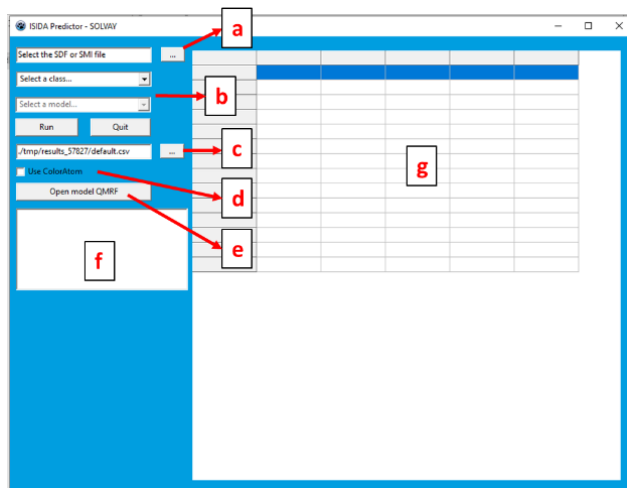 ISIDA Predictor - SOLVAY
a
Select the SDF or SMI file
...
Select a class...
b
Select a model...
Run Quit
./tmp/results_57827/default.csv
...
c
g
Use ColorAtom
d
Open model QMRF
e
f